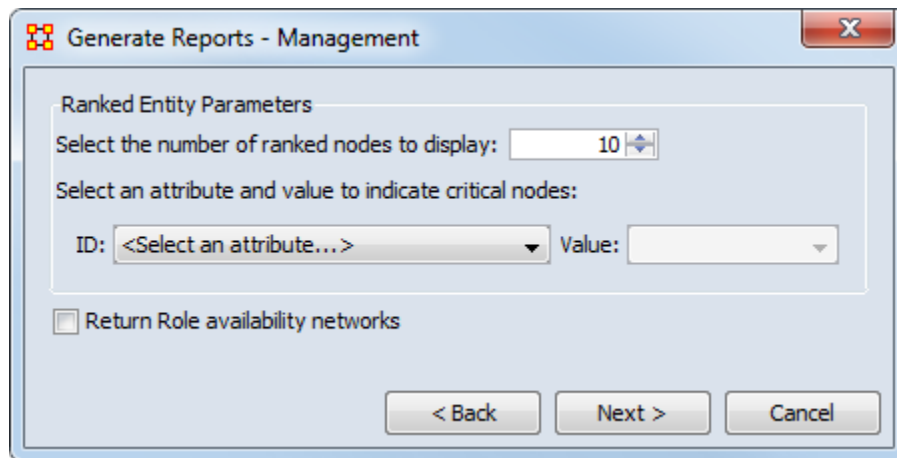 Generate Reports - Management
Ranked Entity Parameters
Select the number of ranked nodes to display: 10
Select an attribute and value to indicate critical nodes:
ID: <Select an attribute...> Value:
Return Role availability networks
< Back Next > Cancel